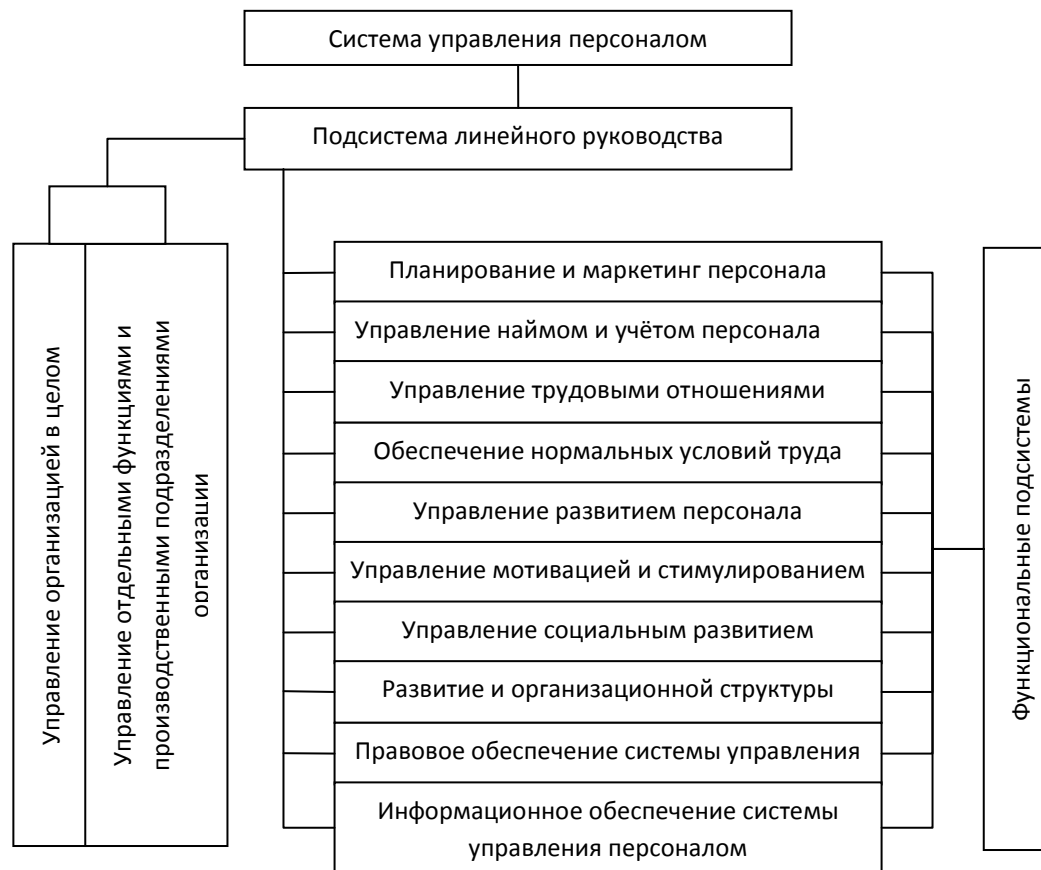 Система управления персоналом
Подсистема линейного руководства
Управление организацией в целом
Управление отдельными функциями и
производственными подразделениями
организации
Планирование и маркетинг персонала
Управление наймом и учётом персонала
Управление трудовыми отношениями
Обеспечение нормальных условий труда
Управление развитием персонала
Управление мотивацией и стимулированием
Управление социальным развитием
Развитие и организационной структуры
Правовое обеспечение системы управления
Информационное обеспечение системы
управления персоналом
Функциональные подсистемы